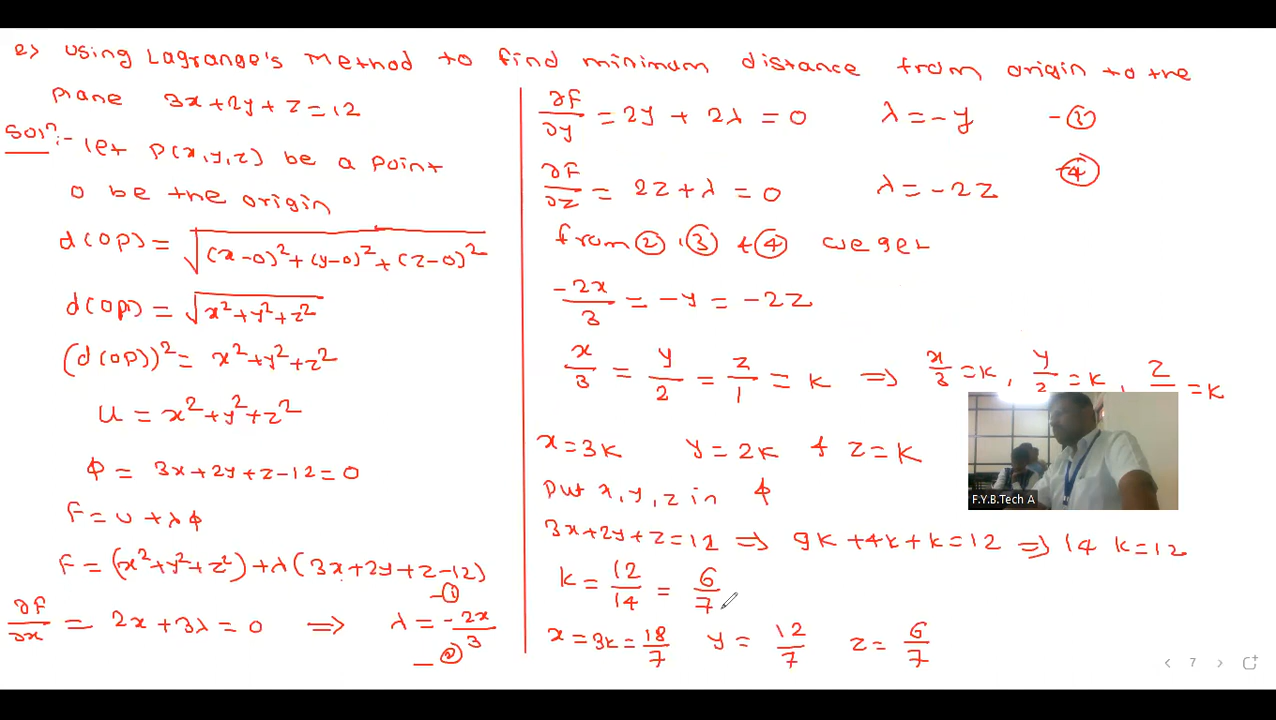 2) Using Lagrange's Method to find minimum distance from origin to the
plane 3x+2y+z=12
Sol?:- let P(x,y,z) be a point
O be the origin
d(OP) = √((x-0)²+(y-0)²+(z-0)²)
d(OP) = √(x²+y²+z²)
(d(OP))² = x²+y²+z²
u = x²+y²+z²
ϕ = 3x+2y+z-12=0
F = u+λϕ
F = (x²+y²+z²)+λ(3x+2y+z-12)
-①
∂F/∂x = 2x+3λ=0 ⇒ λ = -2x/3
-②
∂F/∂y = 2y+2λ=0 λ=-y -③
∂F/∂z = 2z+λ=0 λ=-2z -④
from ②,③ & ④ we get
-2x/3 = -y = -2z
x/3 = y/2 = z/1 = k ⇒ x/3 = k, y/2 = k, z/ = k
x=3k y=2k & z=k
put x,y,z in ϕ
3x+2y+z=12 ⇒ 9k+4k+k=12 ⇒ 14 k=12
k = 12/14 = 6/7
x = 3k = 18/7 y = 12/7 z = 6/7
F.Y.B.Tech A
< 7 >